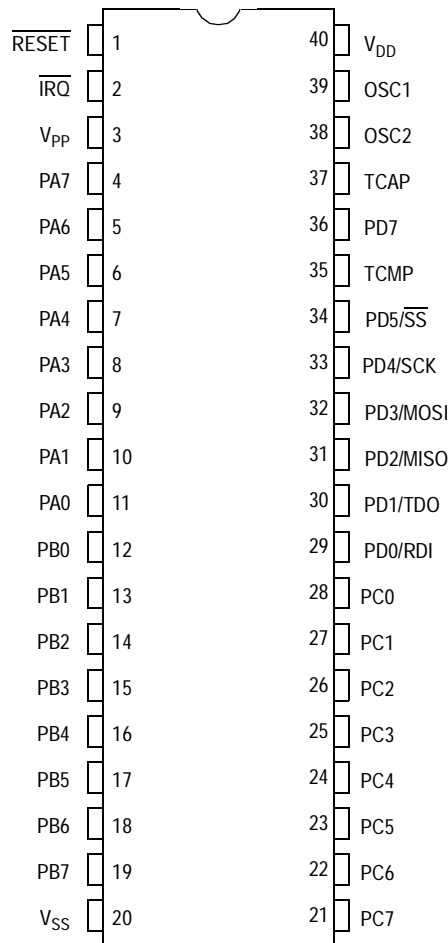 RESET 1 40 VDD
IRQ 2 39 OSC1
VPP 3 38 OSC2
PA7 4 37 TCAP
PA6 5 36 PD7
PA5 6 35 TCMP
PA4 7 34 PD5/SS
PA3 8 33 PD4/SCK
PA2 9 32 PD3/MOSI
PA1 10 31 PD2/MISO
PA0 11 30 PD1/TDO
PB0 12 29 PD0/RDI
PB1 13 28 PC0
PB2 14 27 PC1
PB3 15 26 PC2
PB4 16 25 PC3
PB5 17 24 PC4
PB6 18 23 PC5
PB7 19 22 PC6
VSS 20 21 PC7